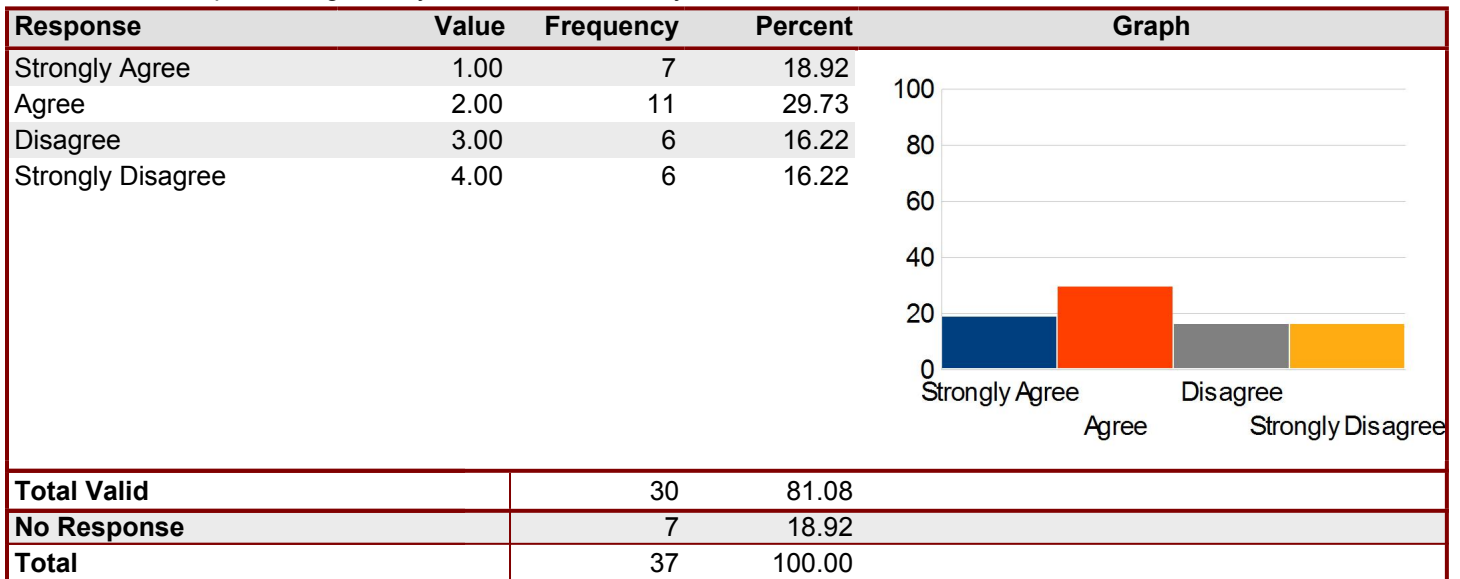 Response Value Frequency Percent Graph
Strongly Agree 1.00 7 18.92
Agree 2.00 11 29.73
Disagree 3.00 6 16.22
Strongly Disagree 4.00 6 16.22
100
80
60
40
20
0
Strongly Agree Disagree
Agree Strongly Disagree
Total Valid 30 81.08
No Response 7 18.92
Total 37 100.00